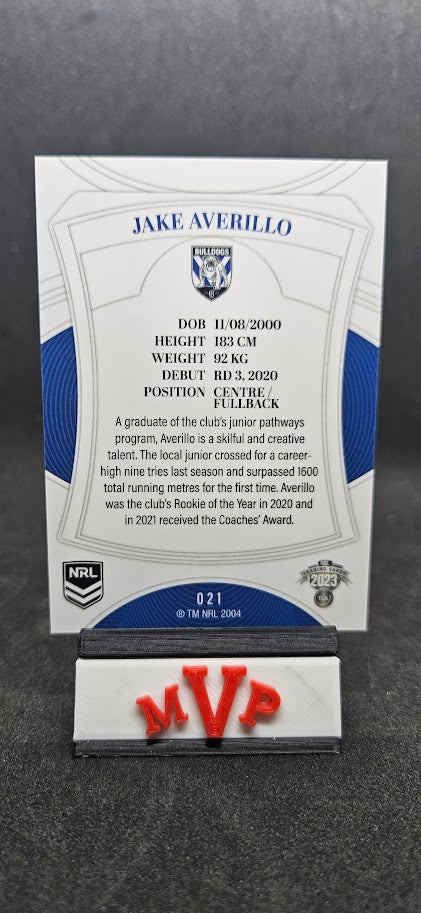 JAKE AVERILLO
BULLDOGS
DOB 11/08/2000
HEIGHT 183 CM
WEIGHT 92 KG
DEBUT RD 3, 2020
POSITION CENTRE /
FULLBACK
A graduate of the club's junior pathways
program, Averillo is a skilful and creative
talent. The local junior crossed for a career-
high nine tries last season and surpassed 1600
total running metres for the first time. Averillo
was the club's Rookie of the Year in 2020 and
in 2021 received the Coaches' Award.
NRL
TRADING CARDS
2023
021
® TM NRL 2004
MVP